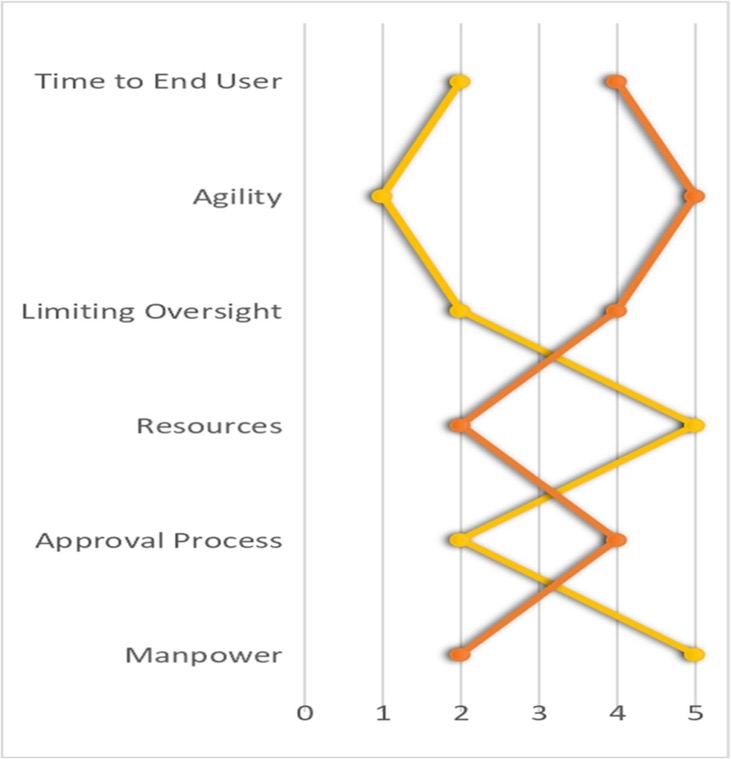 Time to End User
Agility
Limiting Oversight
Resources
Approval Process
Manpower
0 1 2 3 4 5